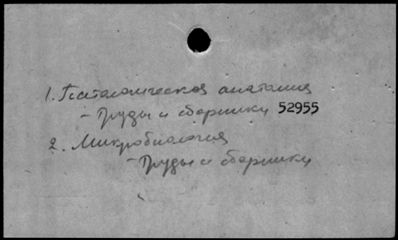 1. Патологическая анатомия
- Труды и сборники 52955
2. Микробиология
- Труды и сборники